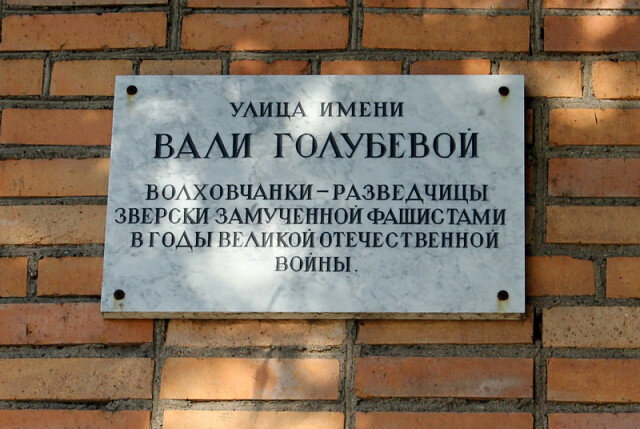 УЛИЦА ИМЕНИ
ВАЛИ ГОЛУБЕВОЙ
ВОЛХОВЧАНКИ – РАЗВЕДЧИЦЫ
ЗВЕРСКИ ЗАМУЧЕННОЙ ФАШИСТАМИ
В ГОДЫ ВЕЛИКОЙ ОТЕЧЕСТВЕННОЙ
ВОЙНЫ.